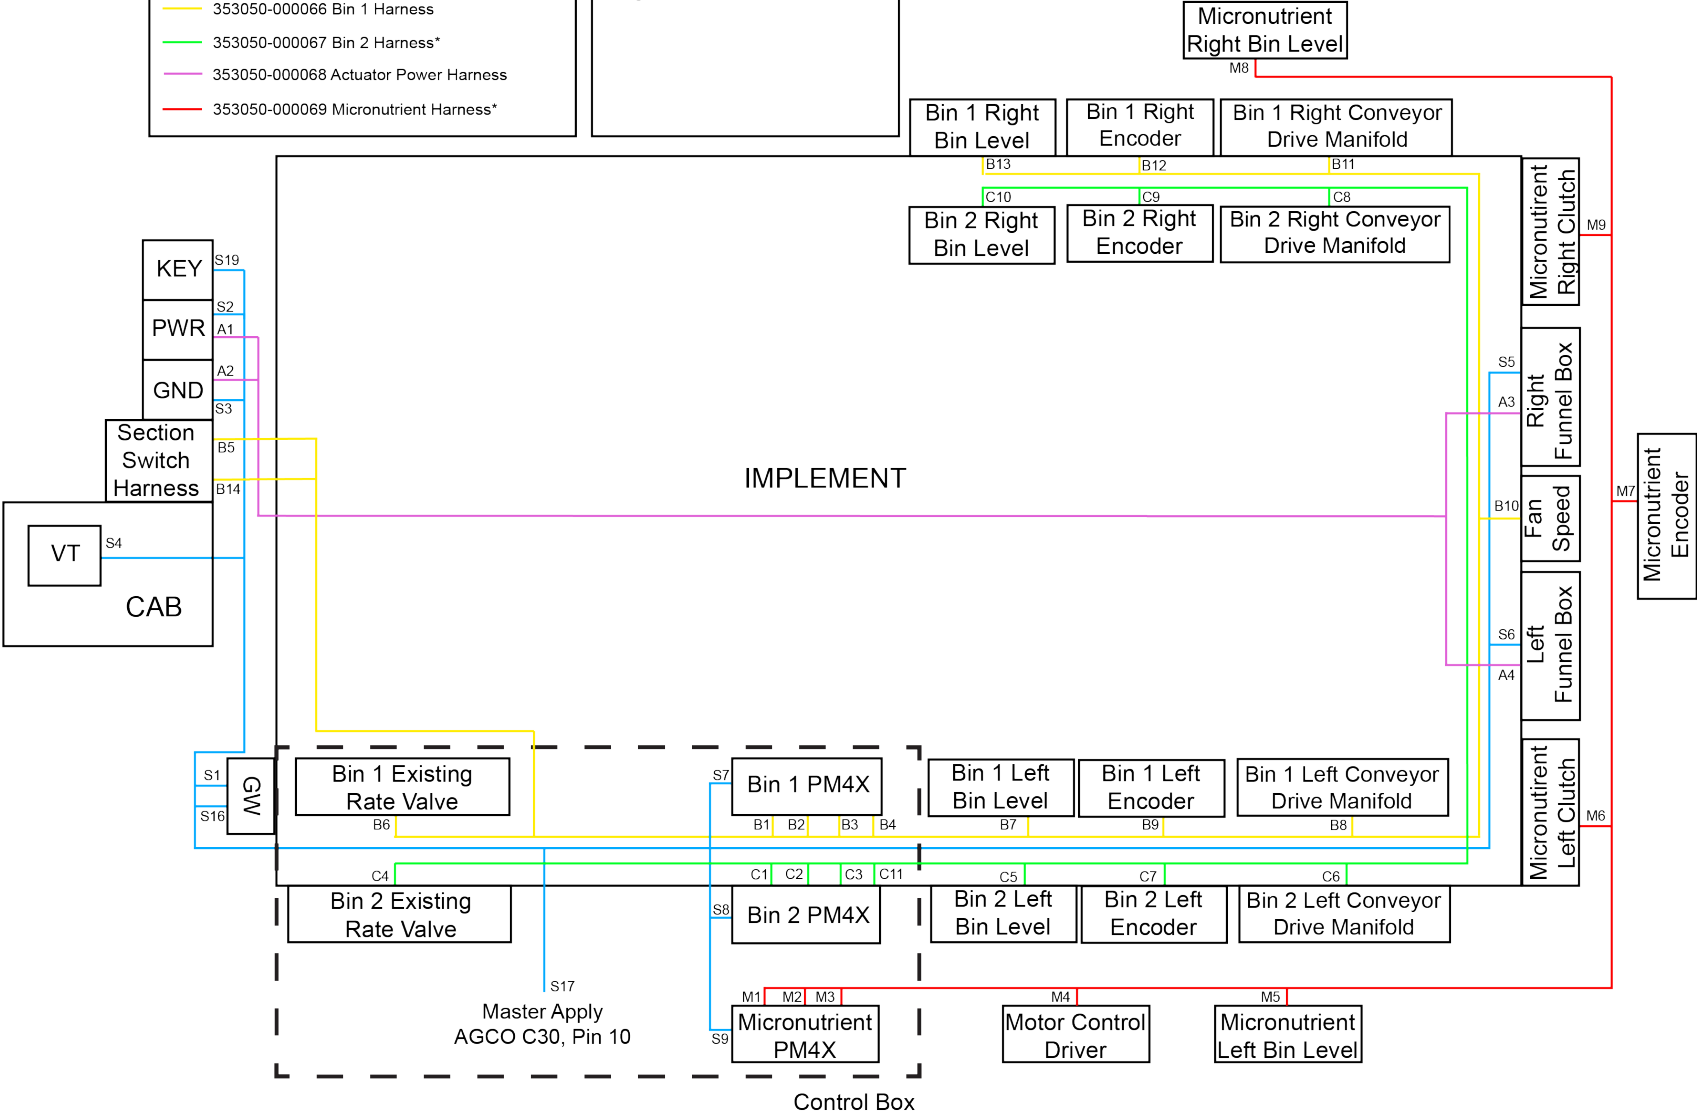 353050-000066 Bin 1 Harness
353050-000067 Bin 2 Harness*
353050-000068 Actuator Power Harness
353050-000069 Micronutrient Harness*
Micronutrient
Right Bin Level
M8
Bin 1 Right
Bin Level
Bin 1 Right
Encoder
Bin 1 Right Conveyor
Drive Manifold
B13
B12
B11
C10
C9
C8
Bin 2 Right
Bin Level
Bin 2 Right
Encoder
Bin 2 Right Conveyor
Drive Manifold
Micronutirent
Right Clutch
M9
KEY
S19
S2
PWR
A1
A2
GND
S3
Section
Switch
Harness
B5
B14
VT
S4
CAB
IMPLEMENT
S5
A3
Right
Funnel Box
B10
Fan
Speed
M7
Micronutrient
Encoder
S6
A4
Left
Funnel Box
Micronutirent
Left Clutch
M6
S1
S16
GW
Bin 1 Existing
Rate Valve
B6
S7
Bin 1 PM4X
B1
B2
B3
B4
Bin 1 Left
Bin Level
B7
Bin 1 Left
Encoder
B9
Bin 1 Left Conveyor
Drive Manifold
B8
C4
C1
C2
C3
C11
C5
C7
C6
Bin 2 Existing
Rate Valve
S8
Bin 2 PM4X
Bin 2 Left
Bin Level
Bin 2 Left
Encoder
Bin 2 Left Conveyor
Drive Manifold
S17
Master Apply
AGCO C30, Pin 10
M1
M2
M3
S9
Micronutrient
PM4X
M4
Motor Control
Driver
M5
Micronutrient
Left Bin Level
Control Box